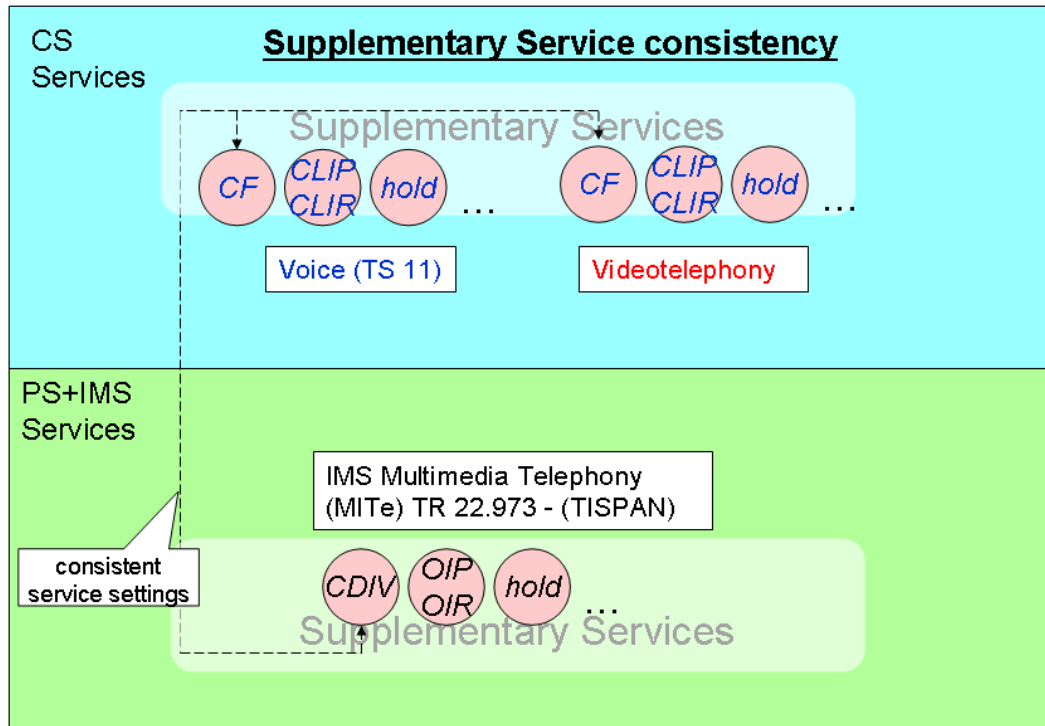 CS
Services
Supplementary Service consistency
Supplementary Services
CF
CLIP
CLIR
hold
...
CF
CLIP
CLIR
hold
...
Voice (TS 11)
Videotelephony
PS+IMS
Services
IMS Multimedia Telephony
(MITe) TR 22.973 - (TISPAN)
consistent
service settings
CDIV
OIP
OIR
hold
...
Supplementary Services